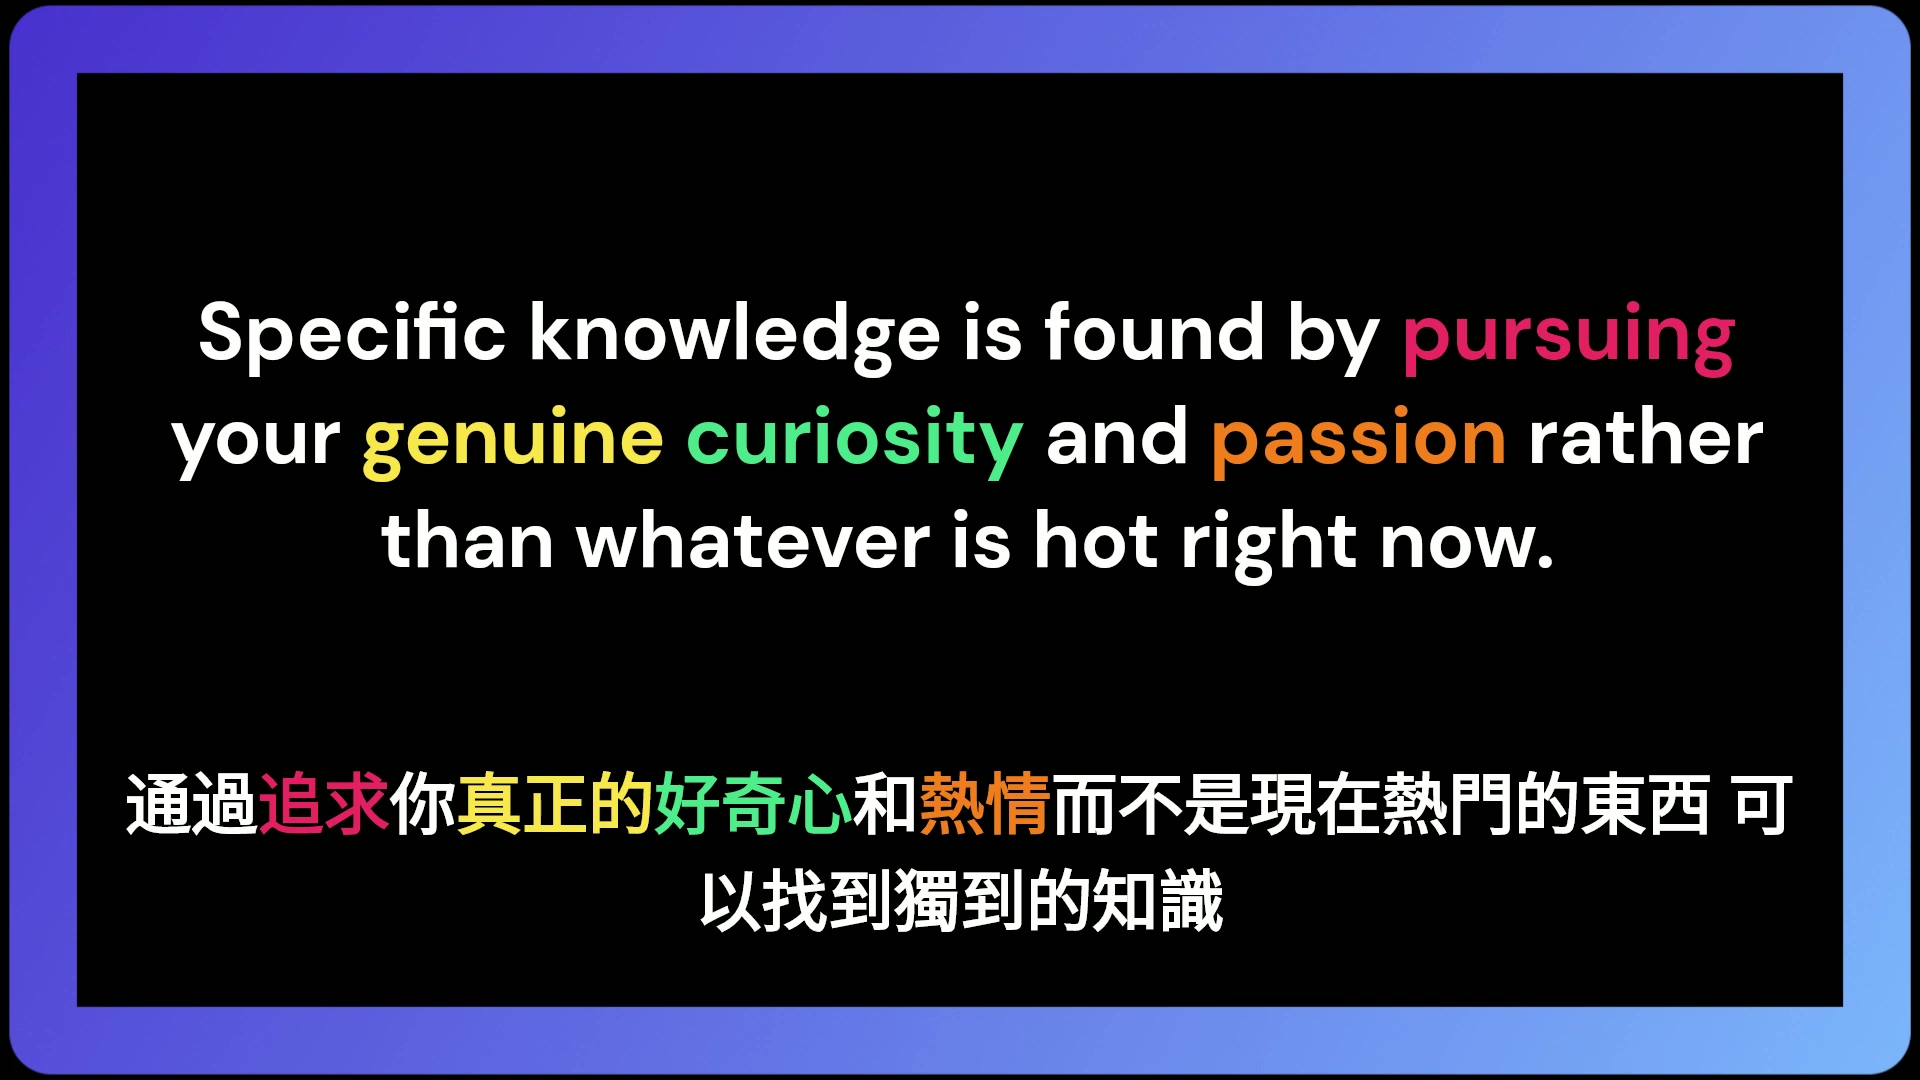 Specific knowledge is found by pursuing
your genuine curiosity and passion rather
than whatever is hot right now.
通過追求你真正的好奇心和熱情而不是現在熱門的東西 可
以找到獨到的知識